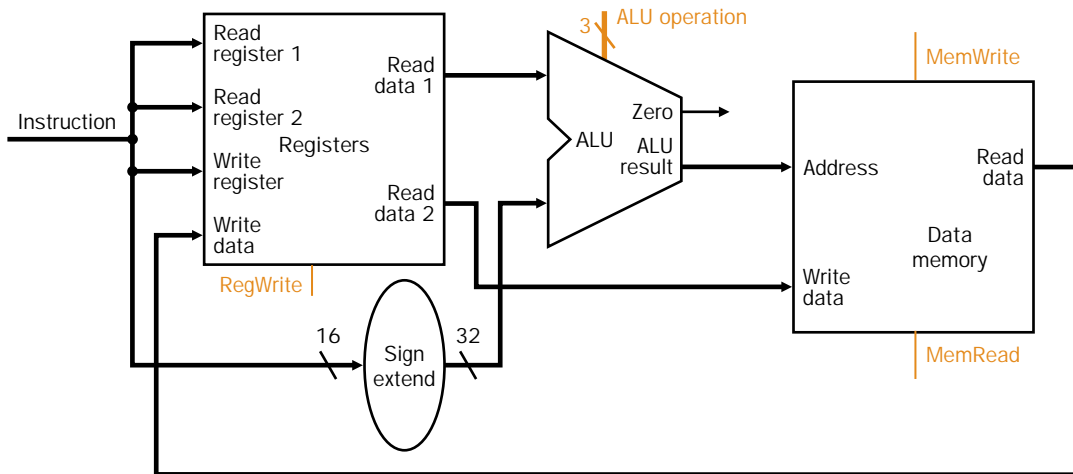 Instruction
Read
register 1
Read
register 2
Registers
Write
register
Write
data
Read
data 1
Read
data 2
RegWrite
16
Sign
extend
32
3
ALU operation
Zero
ALU
ALU
result
MemWrite
Address
Read
data
Data
memory
Write
data
MemRead